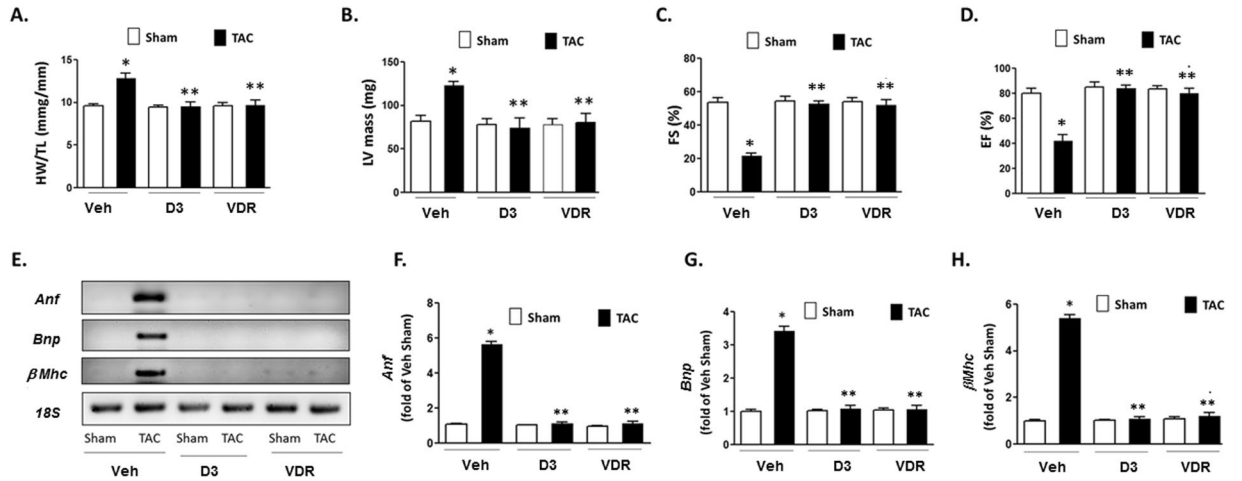 A.
Sham TAC
HW/TL (mmg/mm)
15
10
5
0
*
**
**
Veh D3 VDR
B.
Sham TAC
LV mass (mg)
150
100
50
0
*
**
**
Veh D3 VDR
C.
Sham TAC
FS (%)
80
60
40
20
0
*
**
**
Veh D3 VDR
D.
Sham TAC
EF (%)
100
80
60
40
20
0
*
**
**
Veh D3 VDR
E.
Anf
Bnp
βMhc
18S
Sham TAC Sham TAC Sham TAC
Veh D3 VDR
F.
Sham TAC
Anf
(fold of Veh Sham)
8
6
4
2
0
*
**
**
Veh D3 VDR
G.
Sham TAC
Bnp
(fold of Veh Sham)
4
3
2
1
0
*
**
**
Veh D3 VDR
H.
Sham TAC
βMhc
(fold of Veh Sham)
6
4
2
0
*
**
**
Veh D3 VDR